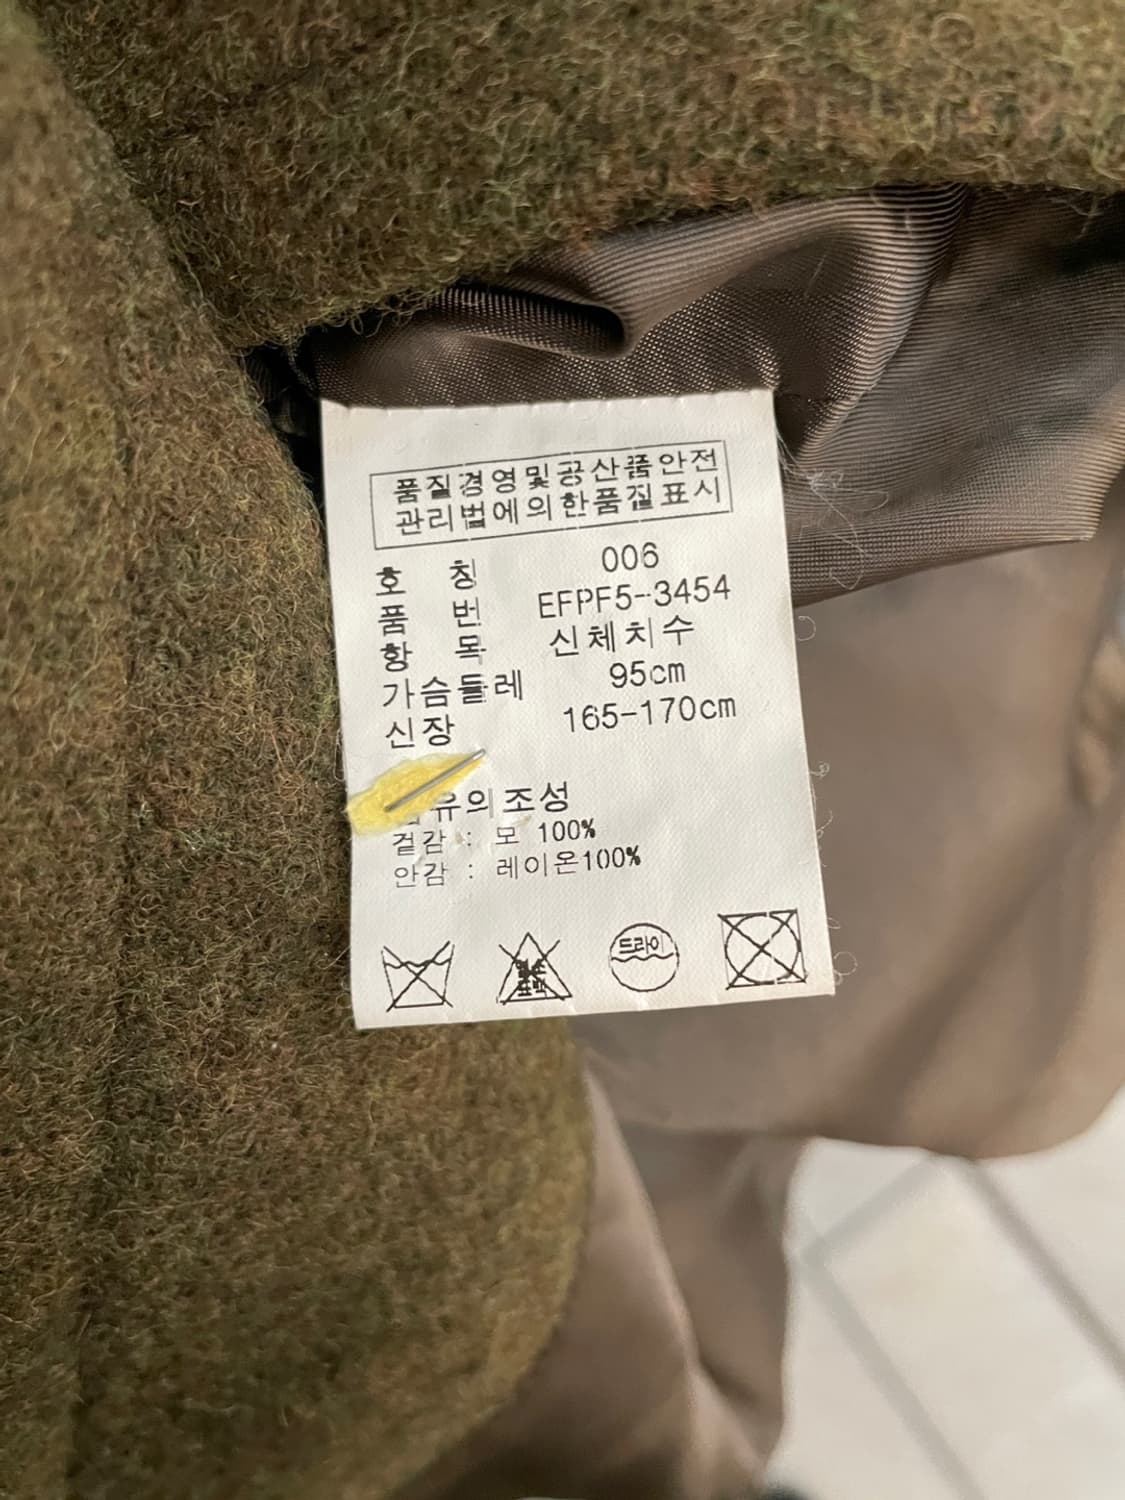 품질경영및공산품안전
관리법에의한품질표시
호 칭 006
품 번 EFPF5-3454
항 목 신체치수
가슴둘레 95cm
신장 165-170cm
유의조성
겉감 : 모 100%
안감 : 레이온100%
드라이